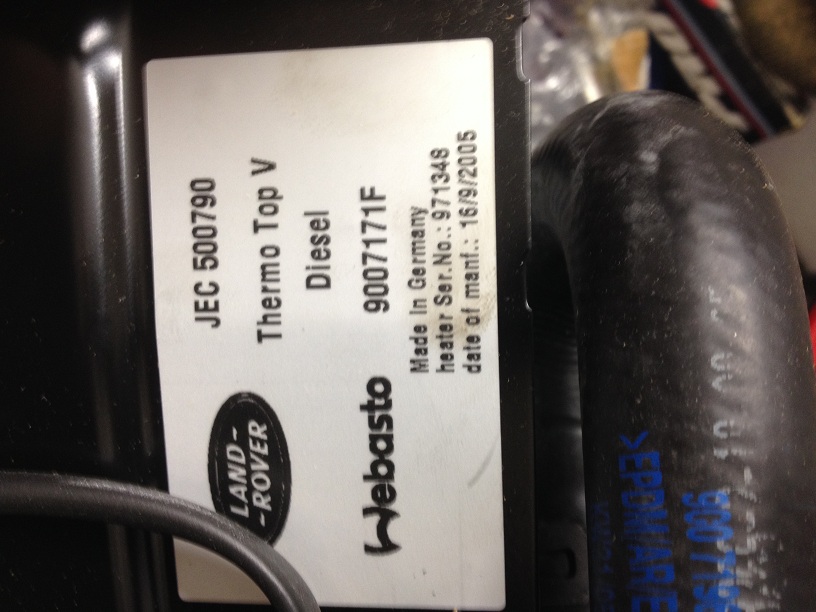 LAND-
-ROVER
JEC 500790
Thermo Top V
Diesel
Webasto
9007171F
Made In Germany
heater Ser.No.: 971348
date of manf.: 16/9/2005
>EPDM/ARE